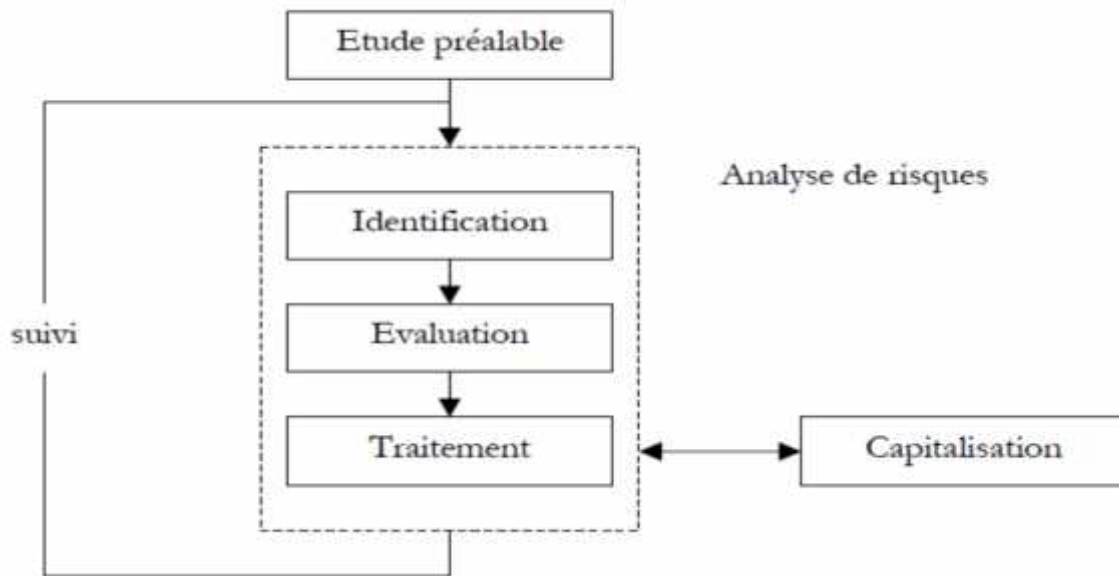 Etude préalable
Analyse de risques
Identification
Evaluation
suivi
Traitement
Capitalisation